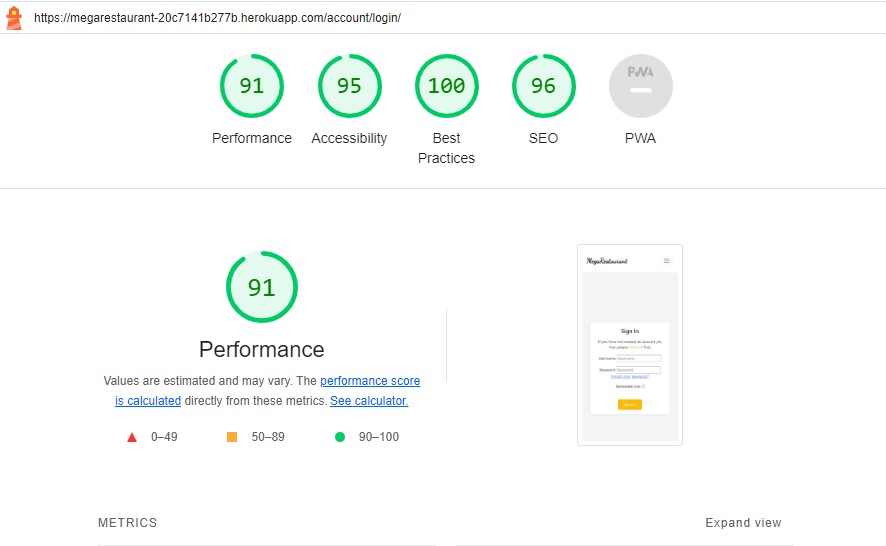 https://megarestaurant-20c7141b277b.herokuapp.com/account/login/
91
95
100
96
PWA
Performance
Accessibility
Best
Practices
SEO
PWA
91
Performance
Values are estimated and may vary. The performance score
is calculated directly from these metrics. See calculator.
0–49
50–89
90–100
MegaRestaurant
Sign In
If you have not created an account yet,
then please first.
Username: Username
Password: Password
Forgot your password?
Remember Me:
METRICS
Expand view